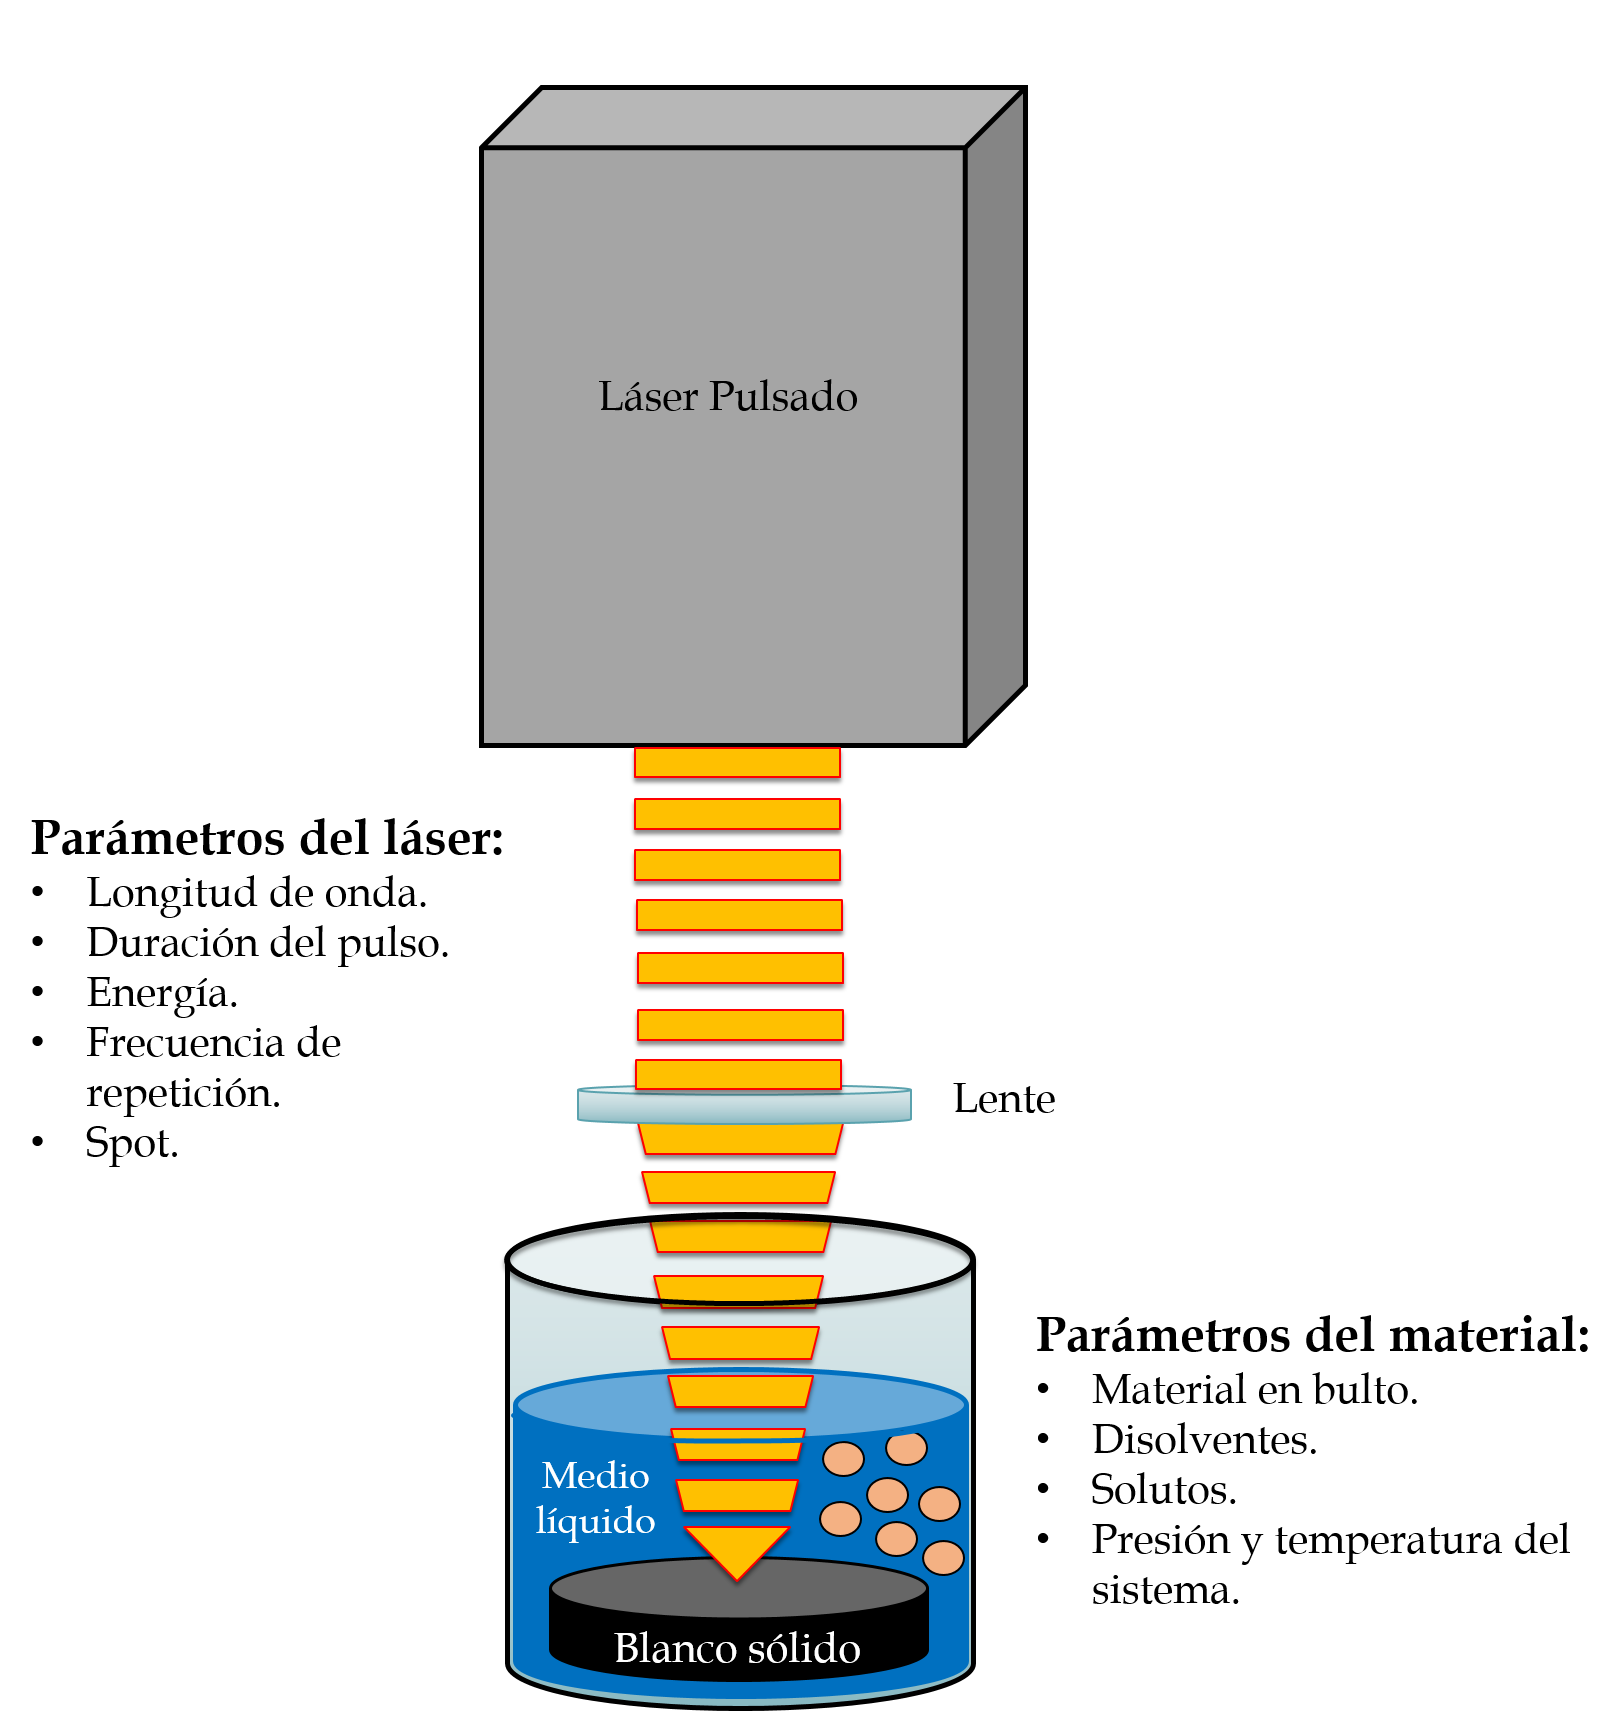 Láser Pulsado
Parámetros del láser:
• Longitud de onda.
• Duración del pulso.
• Energía.
• Frecuencia de
repetición.
• Spot.
Lente
Parámetros del material:
• Material en bulto.
• Disolventes.
• Solutos.
• Presión y temperatura del
sistema.
Medio
líquido
Blanco sólido